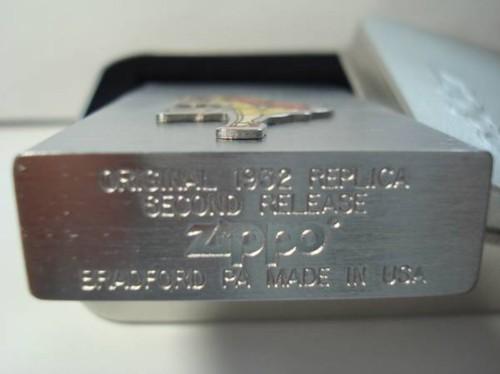 ORIGINAL 1932 REPLICA
SECOND RELEASE
Zippo®
BRADFORD PA MADE IN USA